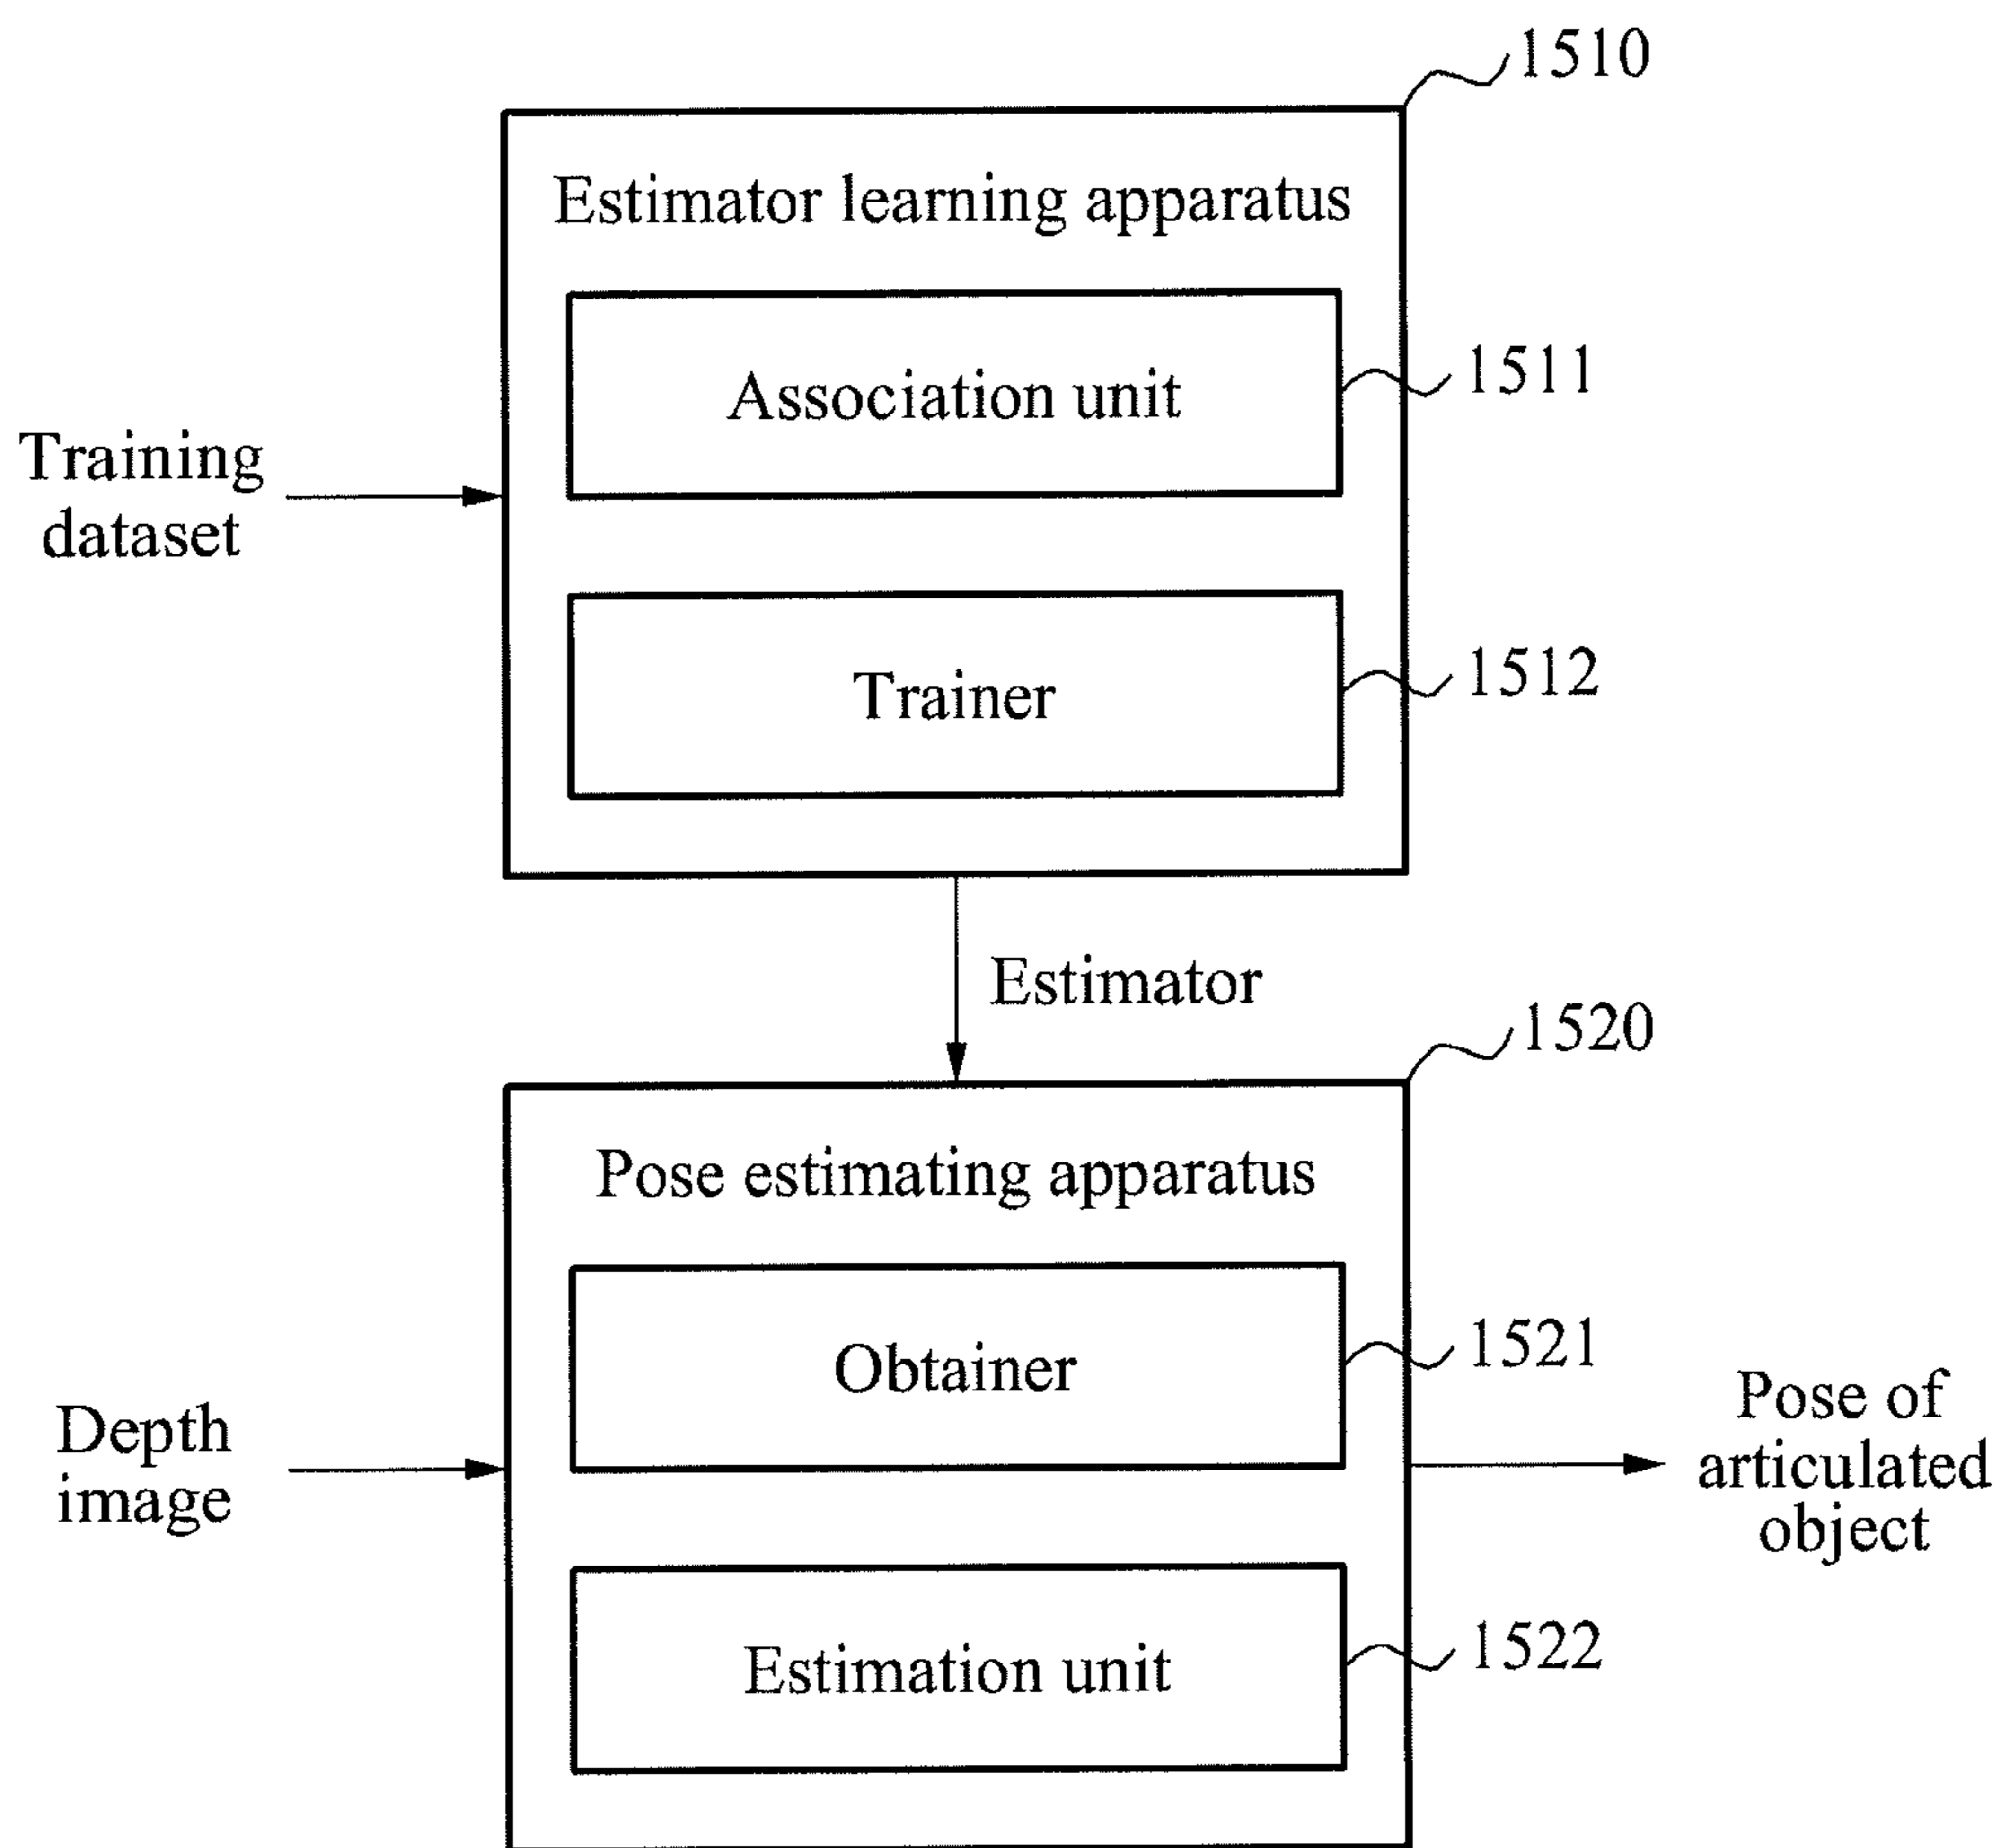 1510
Estimator learning apparatus
Association unit
1511
Training
dataset
Trainer
1512
Estimator
1520
Pose estimating apparatus
Obtainer
1521
Depth
image
Pose of
articulated
object
Estimation unit
1522